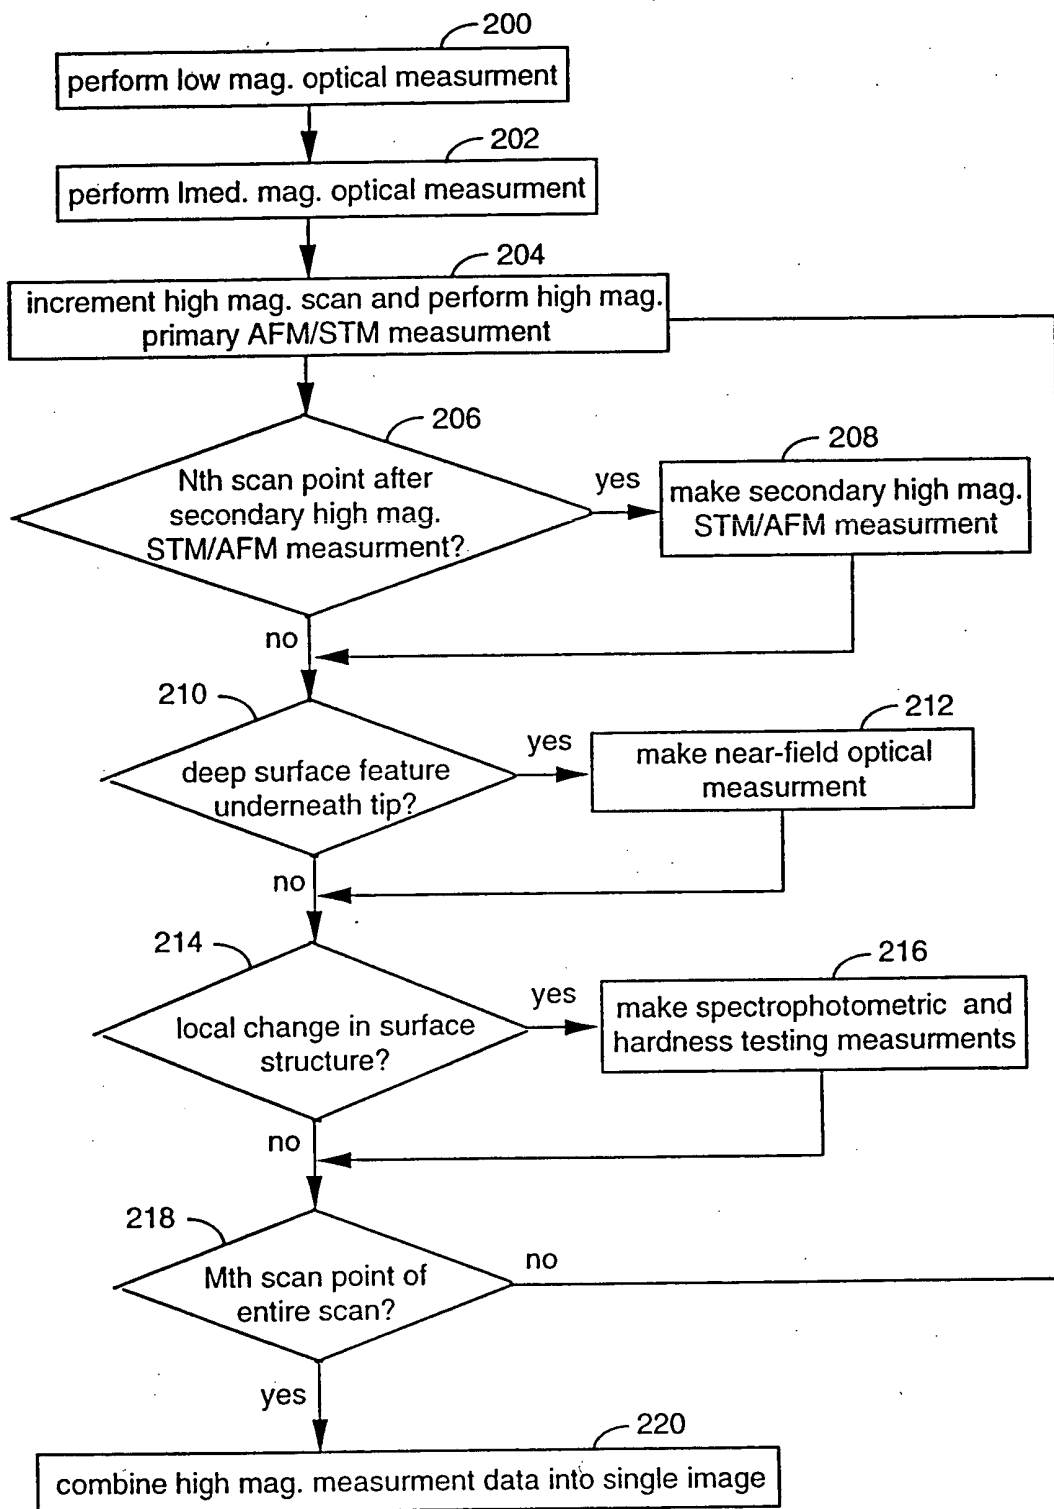 200
perform low mag. optical measurment
202
perform Imed. mag. optical measurment
204
increment high mag. scan and perform high mag.
primary AFM/STM measurment
206
Nth scan point after
secondary high mag.
STM/AFM measurment?
yes
208
make secondary high mag.
STM/AFM measurment
no
210
deep surface feature
underneath tip?
yes
212
make near-field optical
measurment
no
214
local change in surface
structure?
yes
216
make spectrophotometric and
hardness testing measurments
no
218
Mth scan point of
entire scan?
no
yes
220
combine high mag. measurment data into single image